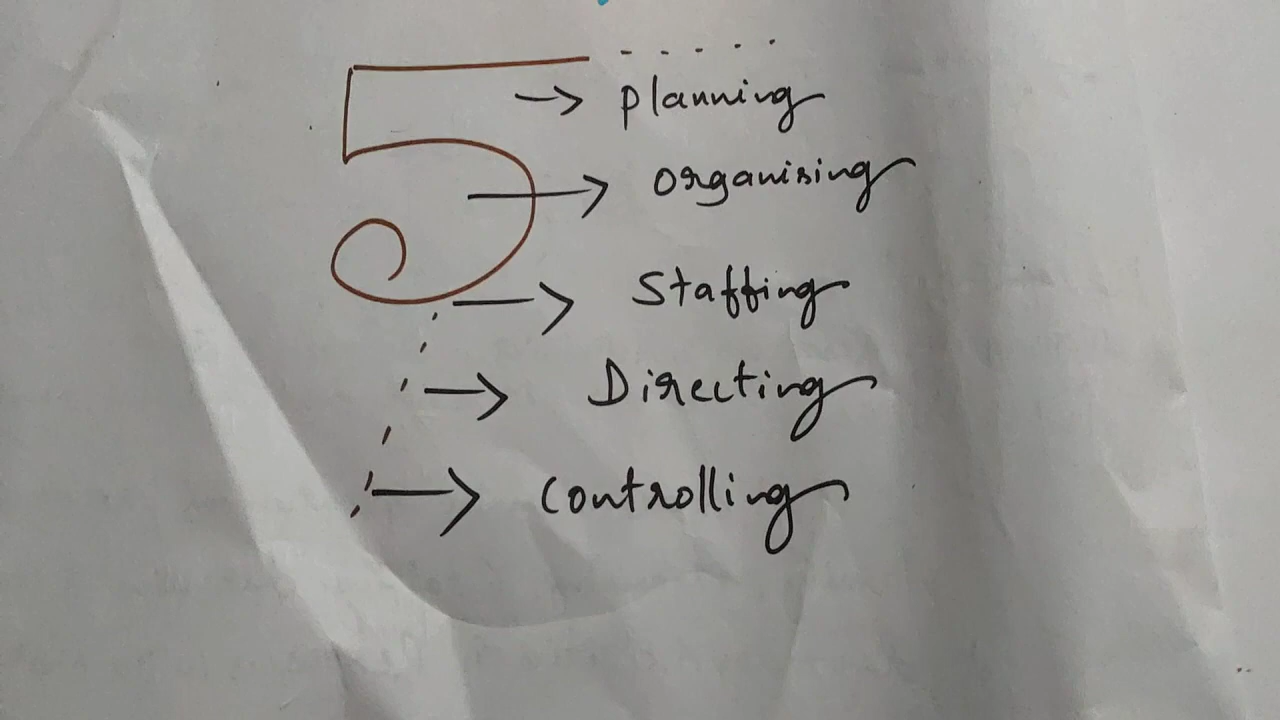 5
→ planning
→ organising
→ Staffing
→ Directing
→ controlling